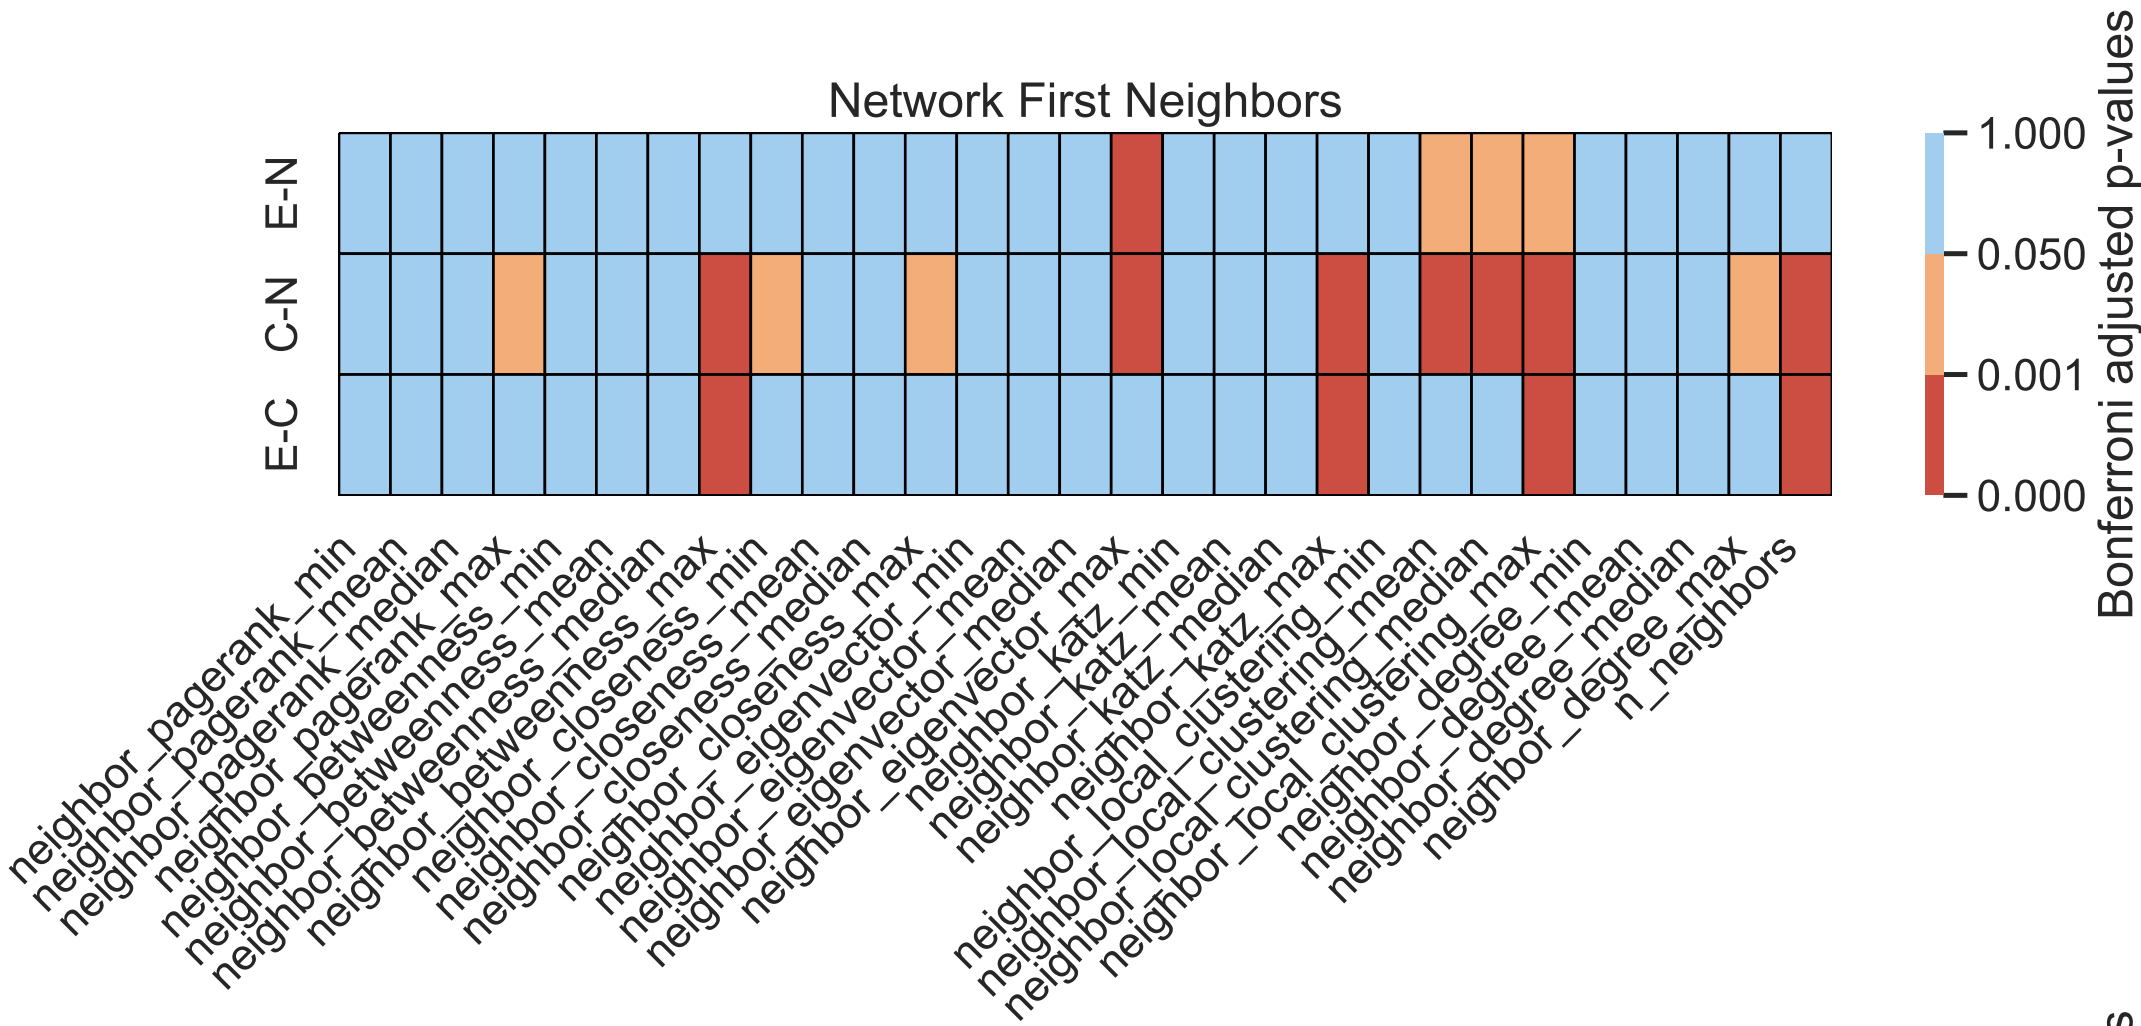 Network First Neighbors
E-N
C-N
E-C
1.000
0.050
0.001
0.000
Bonferroni adjusted p-values
neighbor_pagerank_min
neighbor_pagerank_mean
neighbor_pagerank_median
neighbor_pagerank_max
neighbor_betweenness_min
neighbor_betweenness_mean
neighbor_betweenness_median
neighbor_betweenness_max
neighbor_closeness_min
neighbor_closeness_mean
neighbor_closeness_median
neighbor_closeness_max
neighbor_eigenvector_min
neighbor_eigenvector_mean
neighbor_eigenvector_median
neighbor_eigenvector_max
neighbor_katz_min
neighbor_katz_mean
neighbor_katz_median
neighbor_katz_max
neighbor_local_clustering_min
neighbor_local_clustering_mean
neighbor_local_clustering_median
neighbor_local_clustering_max
neighbor_degree_min
neighbor_degree_mean
neighbor_degree_median
neighbor_degree_max
n_neighbors